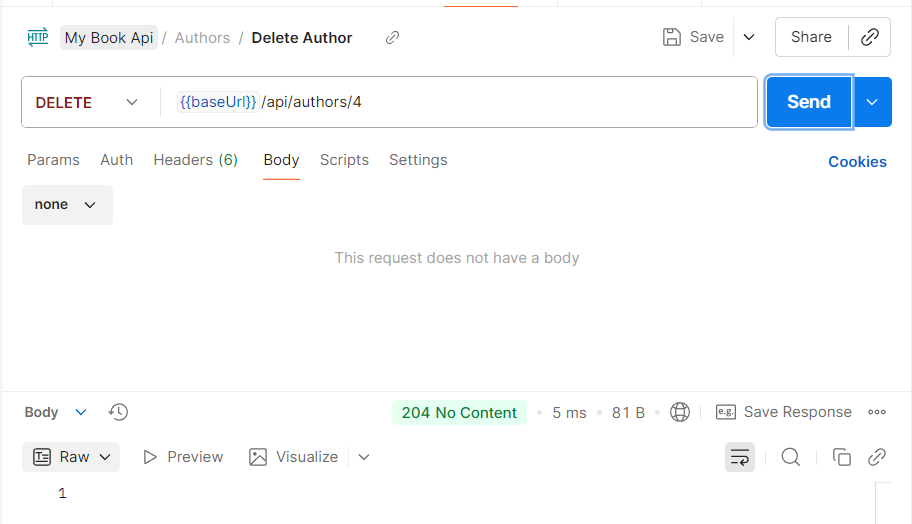 HTTP My Book Api / Authors / Delete Author Save Share
DELETE {{baseUrl}}/api/authors/4 Send
Params Auth Headers (6) Body Scripts Settings Cookies
none
This request does not have a body
Body 204 No Content 5 ms 81 B e.g. Save Response
Raw Preview Visualize
1